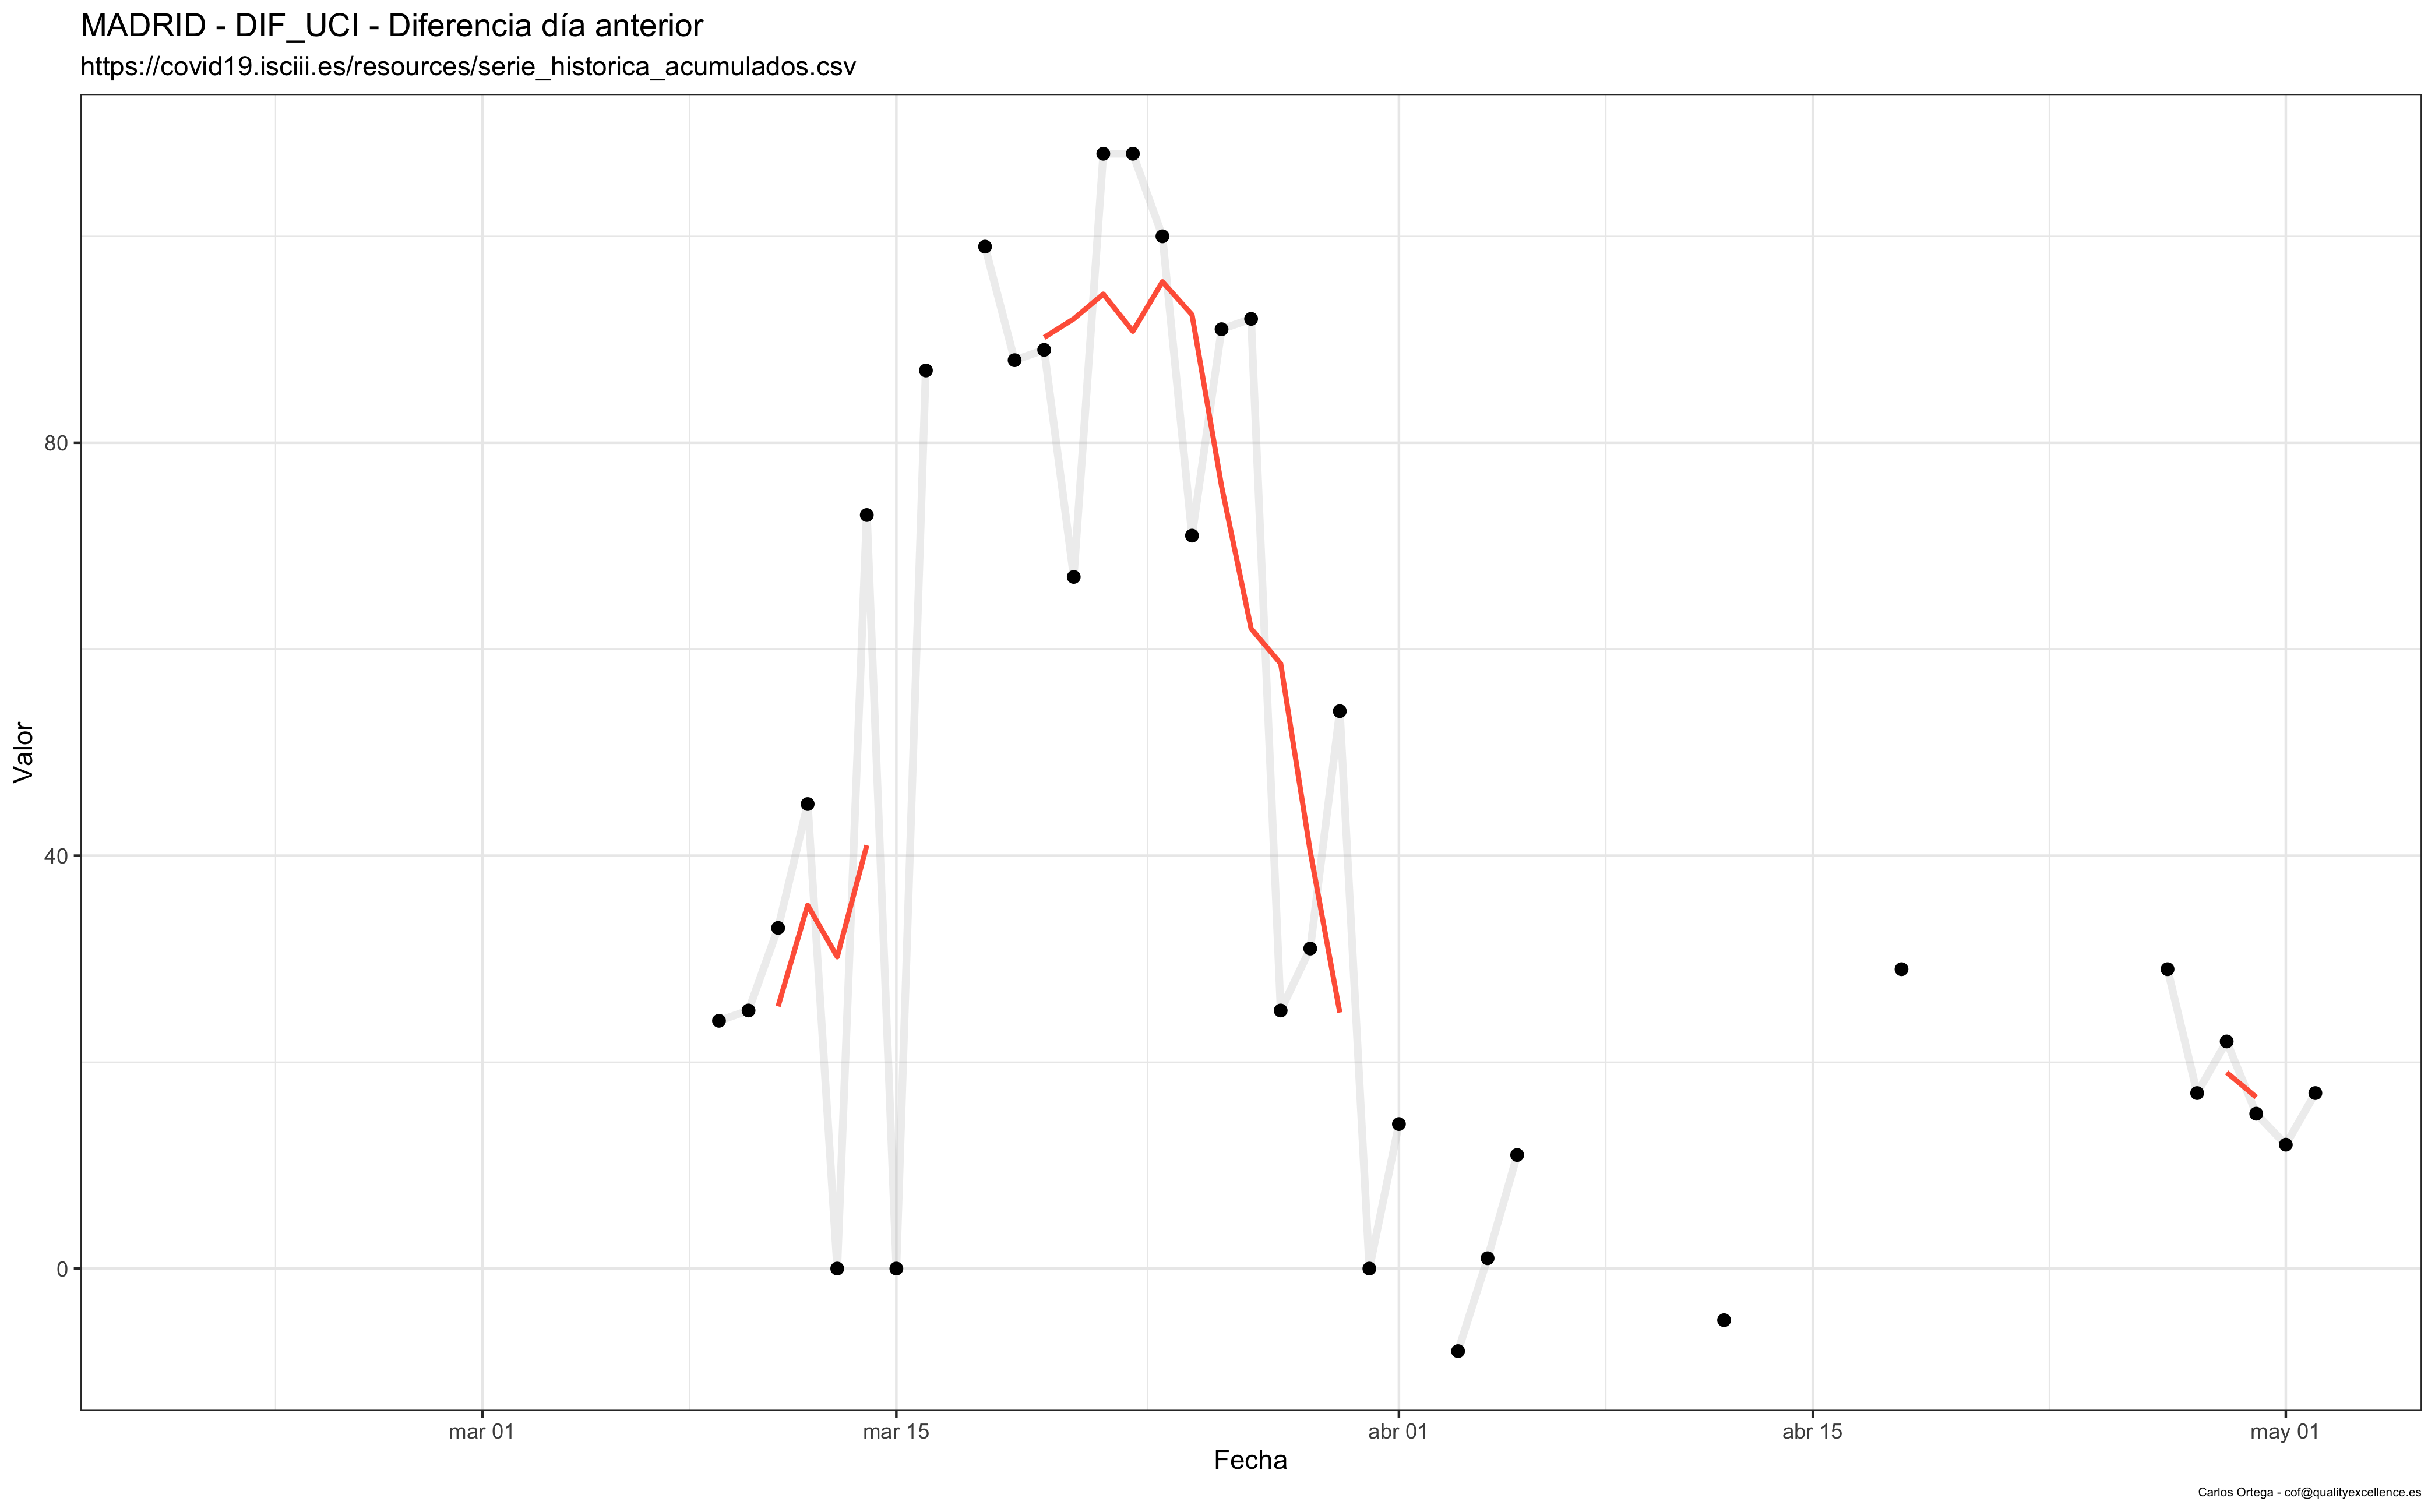 MADRID - DIF_UCI - Diferencia día anterior
https://covid19.isciii.es/resources/serie_historica_acumulados.csv
Valor
80
40
0
mar 01
mar 15
abr 01
abr 15
may 01
Fecha
Carlos Ortega - cof@qualityexcellence.es